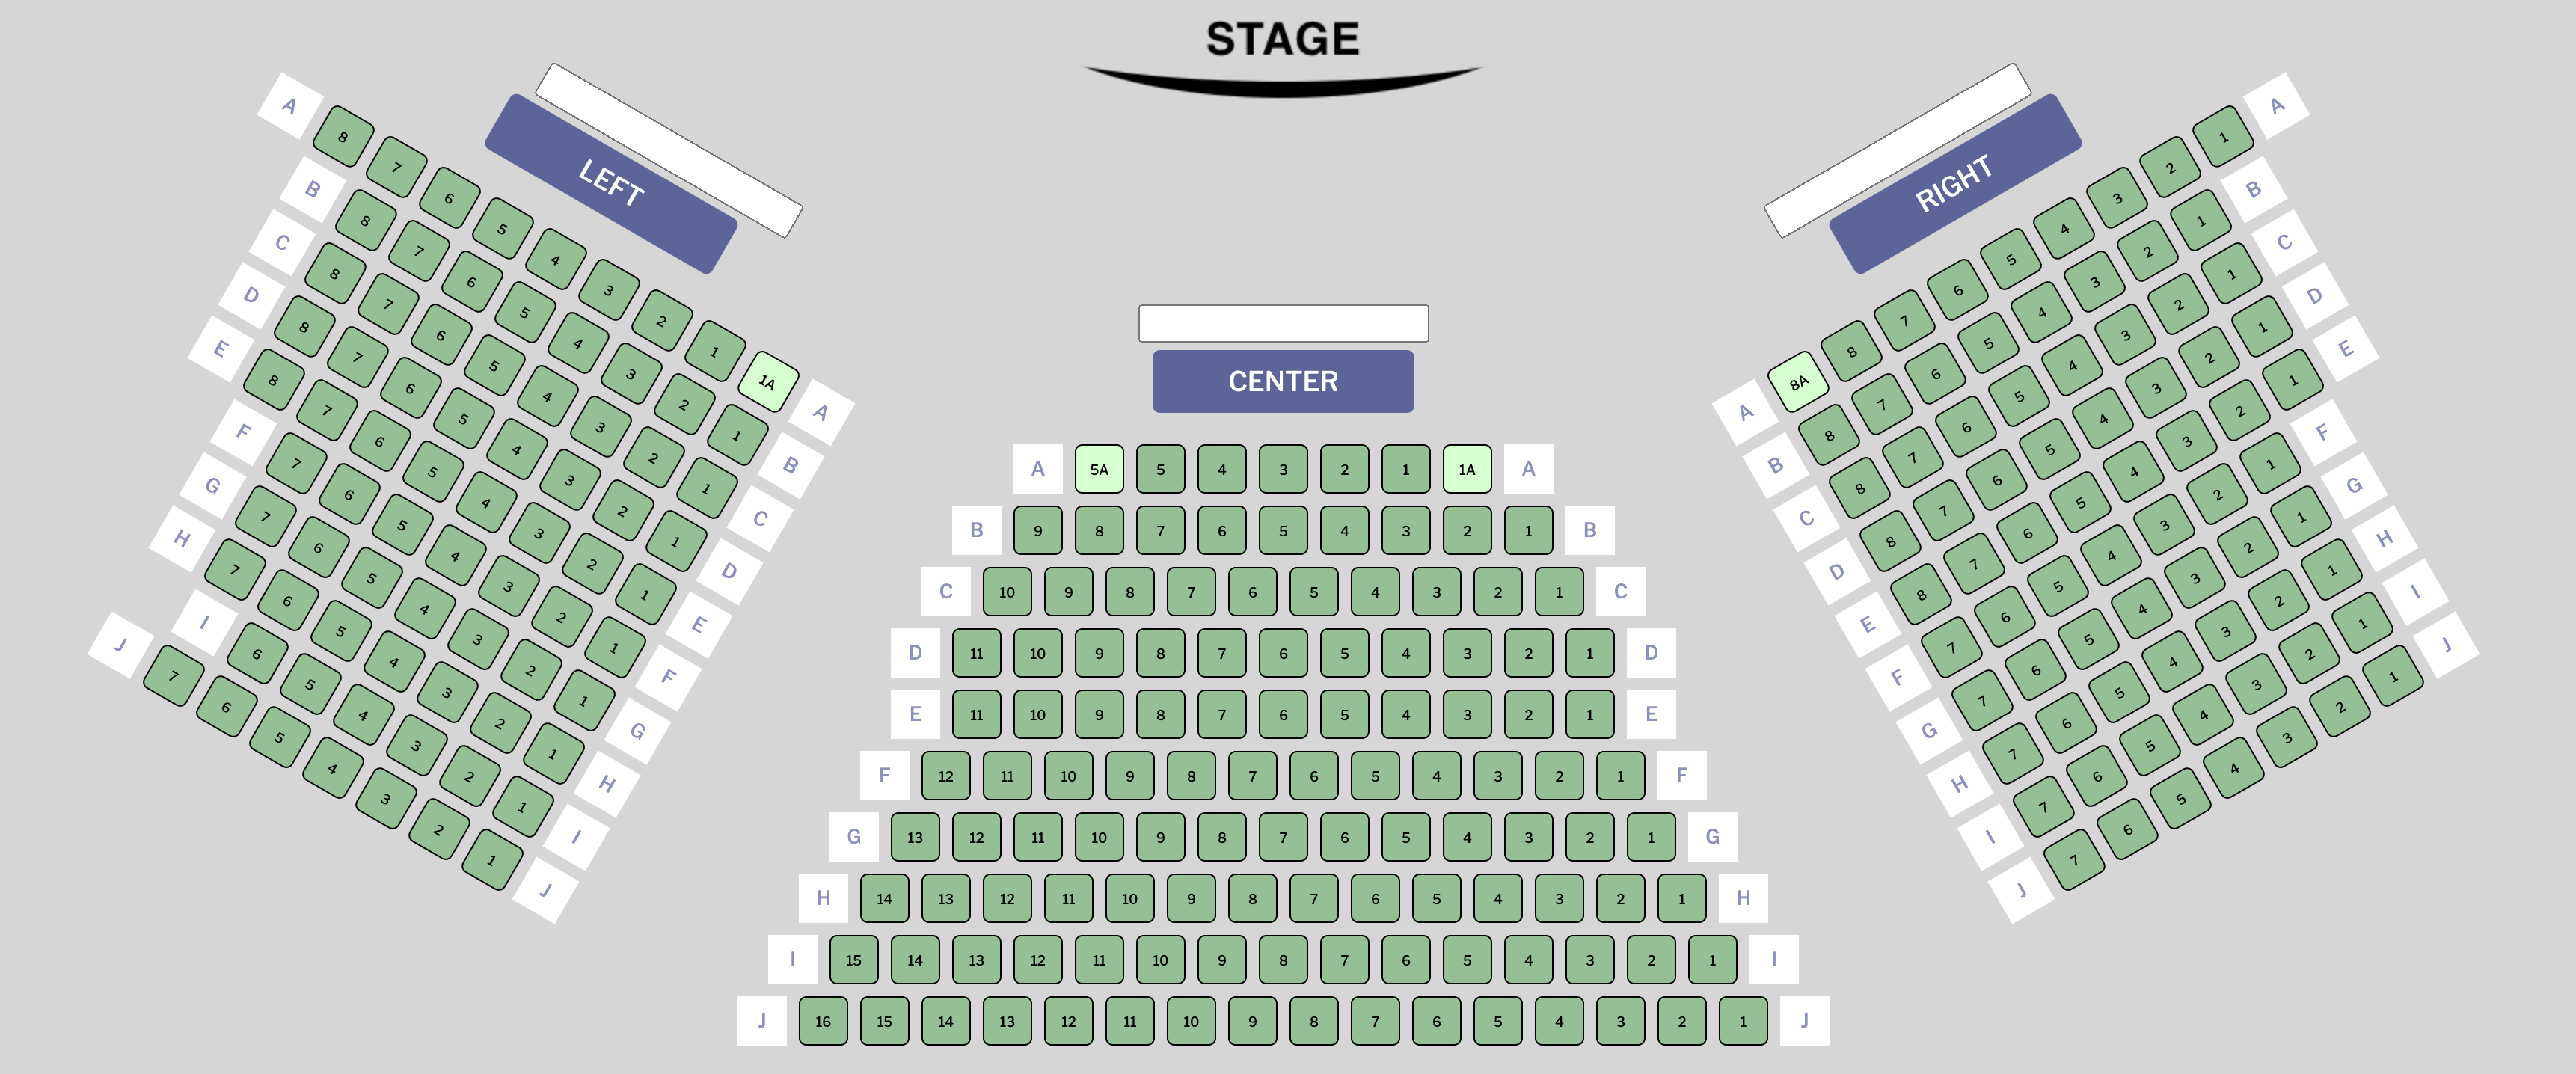 STAGE
LEFT
A 8 7 6 5 4 3 2 1 1A A
B 8 7 6 5 4 3 2 1 B
C 8 7 6 5 4 3 2 1 C
D 8 7 6 5 4 3 2 1 D
E 8 7 6 5 4 3 2 1 E
F 7 6 5 4 3 2 1 F
G 7 6 5 4 3 2 1 G
H 7 6 5 4 3 2 1 H
I 6 5 4 3 2 1 I
J 7 6 5 4 3 2 1 J
CENTER
A 5A 5 4 3 2 1 1A A
B 9 8 7 6 5 4 3 2 1 B
C 10 9 8 7 6 5 4 3 2 1 C
D 11 10 9 8 7 6 5 4 3 2 1 D
E 11 10 9 8 7 6 5 4 3 2 1 E
F 12 11 10 9 8 7 6 5 4 3 2 1 F
G 13 12 11 10 9 8 7 6 5 4 3 2 1 G
H 14 13 12 11 10 9 8 7 6 5 4 3 2 1 H
I 15 14 13 12 11 10 9 8 7 6 5 4 3 2 1 I
J 16 15 14 13 12 11 10 9 8 7 6 5 4 3 2 1 J
RIGHT
A 8A 8 7 6 5 4 3 2 1 A
B 8 7 6 5 4 3 2 1 B
C 8 7 6 5 4 3 2 1 C
D 8 7 6 5 4 3 2 1 D
E 8 7 6 5 4 3 2 1 E
F 7 6 5 4 3 2 1 F
G 7 6 5 4 3 2 1 G
H 7 6 5 4 3 2 1 H
I 7 6 5 4 3 2 1 I
J 7 6 5 4 3 2 1 J